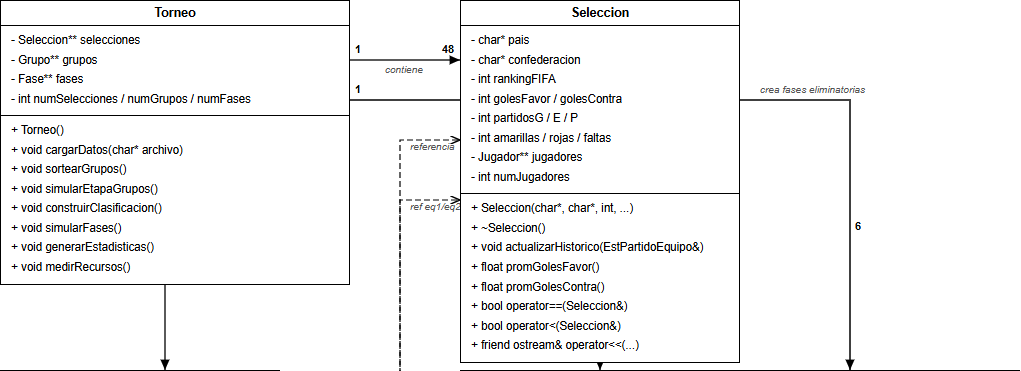 Torneo
- Seleccion** selecciones
- Grupo** grupos
- Fase** fases
- int numSelecciones / numGrupos / numFases
+ Torneo()
+ void cargarDatos(char* archivo)
+ void sortearGrupos()
+ void simularEtapaGrupos()
+ void construirClasificacion()
+ void simularFases()
+ void generarEstadisticas()
+ void medirRecursos()
1
48
contiene
1
referencia
ref eq1/eq2
Seleccion
- char* pais
- char* confederacion
- int rankingFIFA
- int golesFavor / golesContra
- int partidosG / E / P
- int amarillas / rojas / faltas
- Jugador** jugadores
- int numJugadores
+ Seleccion(char*, char*, int, ...)
+ ~Seleccion()
+ void actualizarHistorico(EstPartidoEquipo&)
+ float promGolesFavor()
+ float promGolesContra()
+ bool operator==(Seleccion&)
+ bool operator<(Seleccion&)
+ friend ostream& operator<<(...)
crea fases eliminatorias
6